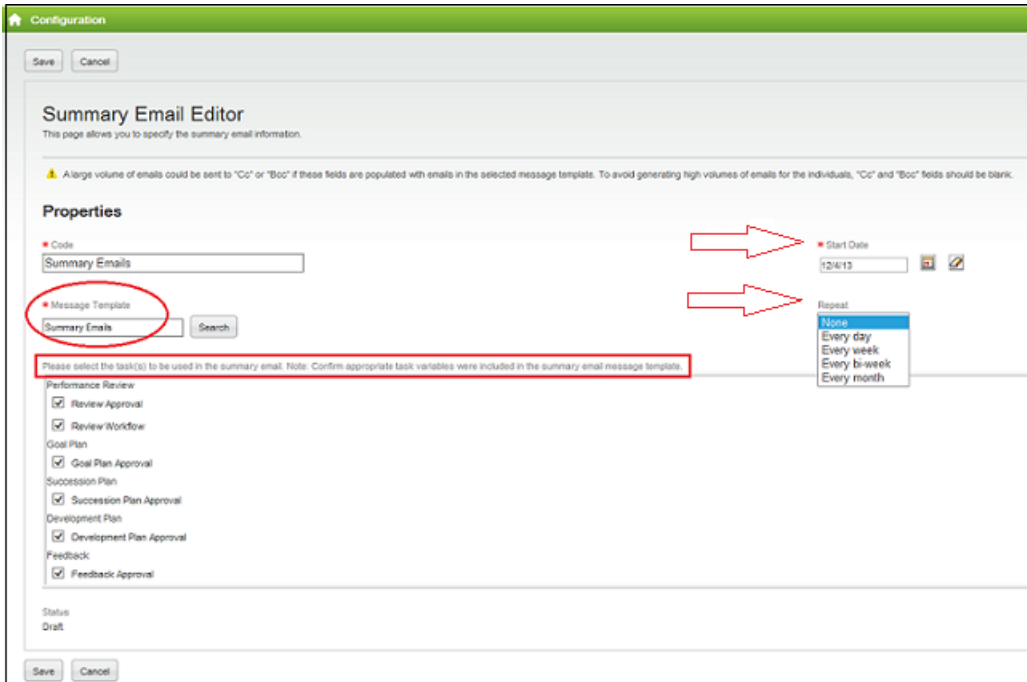 Configuration
Save Cancel
Summary Email Editor
This page allows you to specify the summary email information.
A large volume of emails could be sent to "Cc" or "Bcc" if these fields are populated with emails in the selected message template. To avoid generating high volumes of emails for the individuals, "Cc" and "Bcc" fields should be blank.
Properties
Code
Summary Emails
Start Date
12/4/13
Message Template
Summary Emails Search
Repeat
None
Every day
Every week
Every bi-week
Every month
Please select the task(s) to be used in the summary email. Note: Confirm appropriate task variables were included in the summary email message template.
Performance Review
Review Approval
Review Workflow
Goal Plan
Goal Plan Approval
Succession Plan
Succession Plan Approval
Development Plan
Development Plan Approval
Feedback
Feedback Approval
Status
Draft
Save Cancel